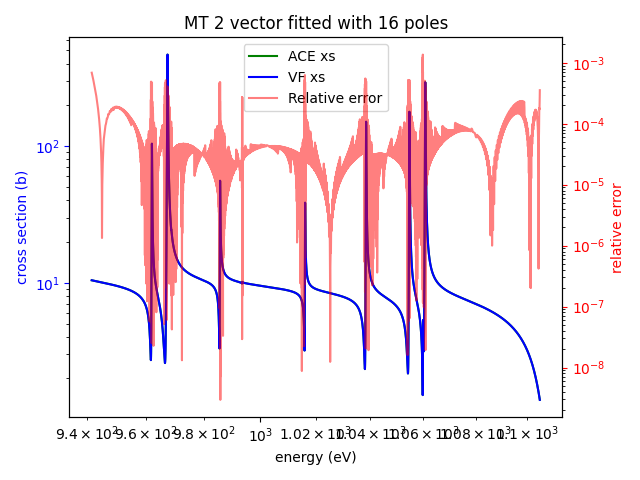 MT 2 vector fitted with 16 poles
ACE xs
VF xs
Relative error
cross section (b)
10²
10¹
relative error
10⁻³
10⁻⁴
10⁻⁵
10⁻⁶
10⁻⁷
10⁻⁸
9.4 × 10² 9.6 × 10² 9.8 × 10² 10³ 1.02 × 10³ 1.04 × 10³ 1.06 × 10³ 1.08 × 10³ 1.1 × 10³
energy (eV)